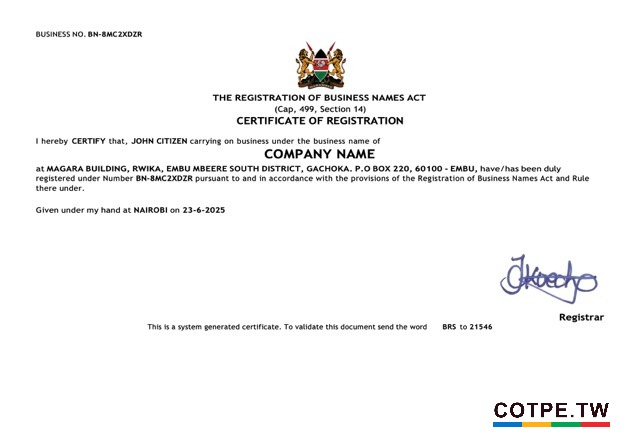 BUSINESS NO. BN-8MC2XDZR
THE REGISTRATION OF BUSINESS NAMES ACT
(Cap, 499, Section 14)
CERTIFICATE OF REGISTRATION
I hereby CERTIFY that, JOHN CITIZEN carrying on business under the business name of
COMPANY NAME
at MAGARA BUILDING, RWIKA, EMBU MBEERE SOUTH DISTRICT, GACHOKA. P.O BOX 220, 60100 - EMBU, have/has been duly
registered under Number BN-8MC2XDZR pursuant to and in accordance with the provisions of the Registration of Business Names Act and Rule
there under.
Given under my hand at NAIROBI on 23-6-2025
Registrar
This is a system generated certificate. To validate this document send the word BRS to 21546
COTPE.TW